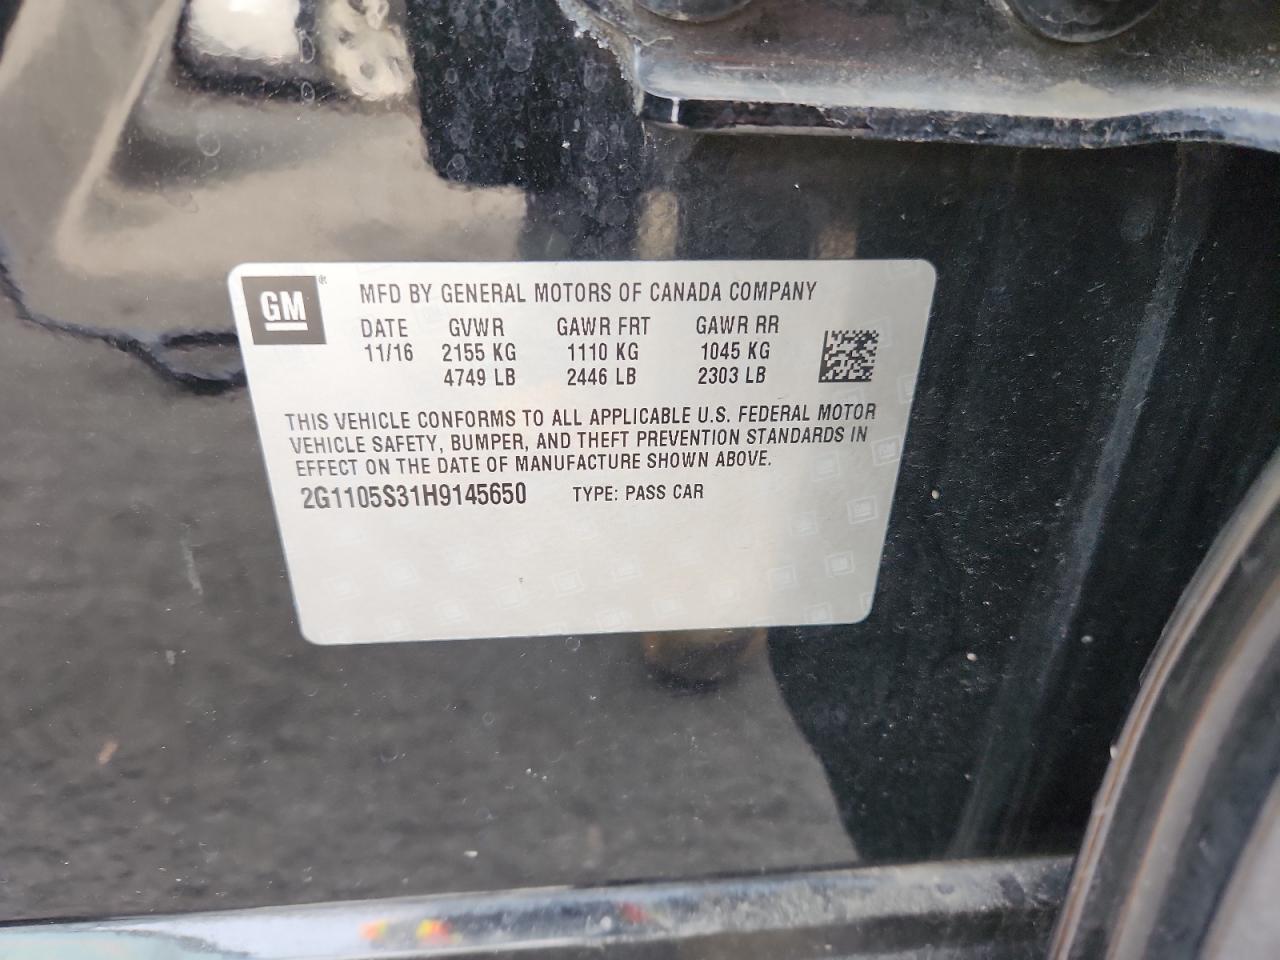 GM®
MFD BY GENERAL MOTORS OF CANADA COMPANY
DATE GVWR GAWR FRT GAWR RR
11/16 2155 KG 1110 KG 1045 KG
4749 LB 2446 LB 2303 LB
THIS VEHICLE CONFORMS TO ALL APPLICABLE U.S. FEDERAL MOTOR
VEHICLE SAFETY, BUMPER, AND THEFT PREVENTION STANDARDS IN
EFFECT ON THE DATE OF MANUFACTURE SHOWN ABOVE.
2G1105S31H9145650 TYPE: PASS CAR